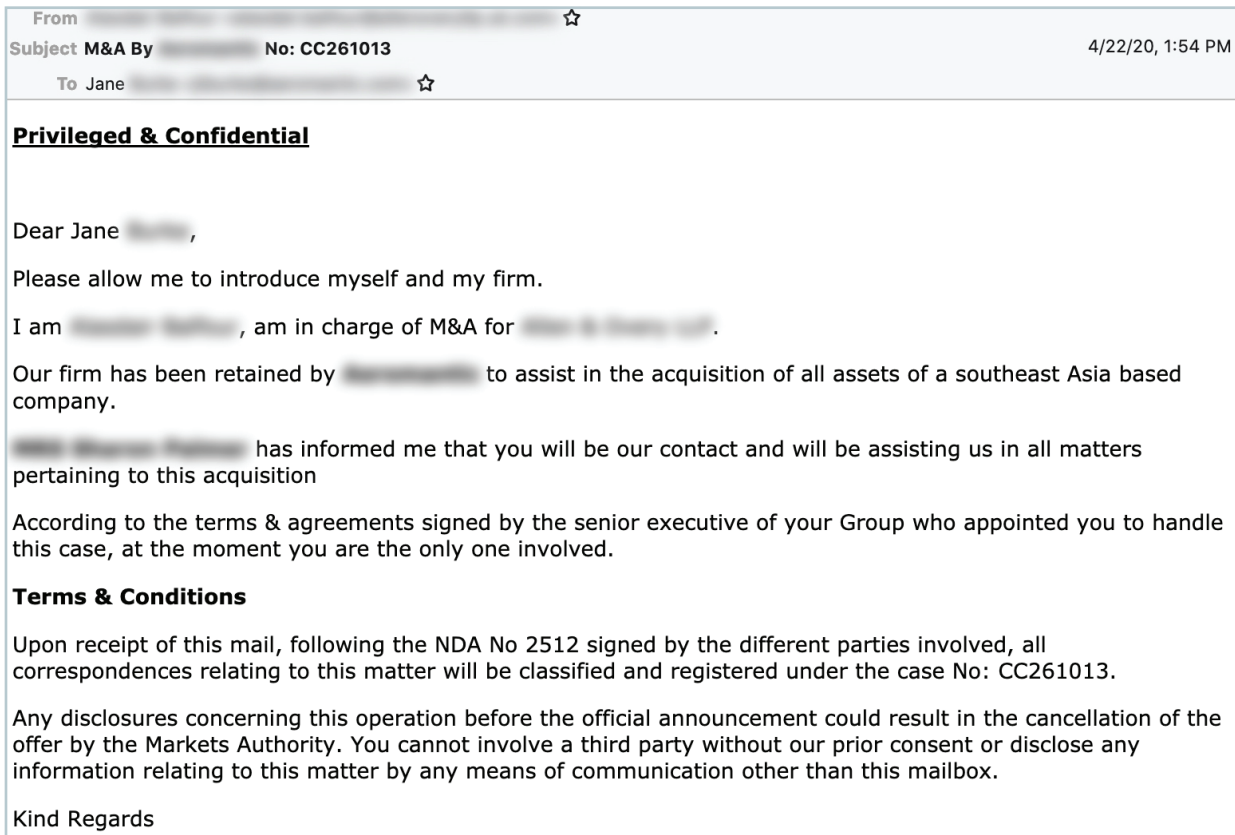 From
Subject M&A By No: CC261013
4/22/20, 1:54 PM
To Jane
Privileged & Confidential
Dear Jane ,
Please allow me to introduce myself and my firm.
I am , am in charge of M&A for .
Our firm has been retained by to assist in the acquisition of all assets of a southeast Asia based
company.
has informed me that you will be our contact and will be assisting us in all matters
pertaining to this acquisition
According to the terms & agreements signed by the senior executive of your Group who appointed you to handle
this case, at the moment you are the only one involved.
Terms & Conditions
Upon receipt of this mail, following the NDA No 2512 signed by the different parties involved, all
correspondences relating to this matter will be classified and registered under the case No: CC261013.
Any disclosures concerning this operation before the official announcement could result in the cancellation of the
offer by the Markets Authority. You cannot involve a third party without our prior consent or disclose any
information relating to this matter by any means of communication other than this mailbox.
Kind Regards